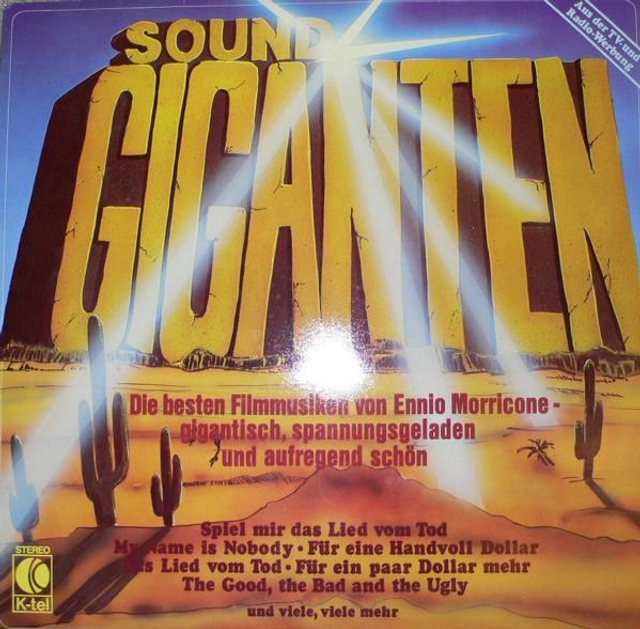 Aus der TV- und
Radio-Werbung
SOUND
GIGANTEN
Die besten Filmmusiken von Ennio Morricone -
gigantisch, spannungsgeladen
und aufregend schön
Spiel mir das Lied vom Tod
My Name is Nobody · Für eine Handvoll Dollar
Das Lied vom Tod · Für ein paar Dollar mehr
The Good, the Bad and the Ugly
und viele, viele mehr
STEREO
K-tel